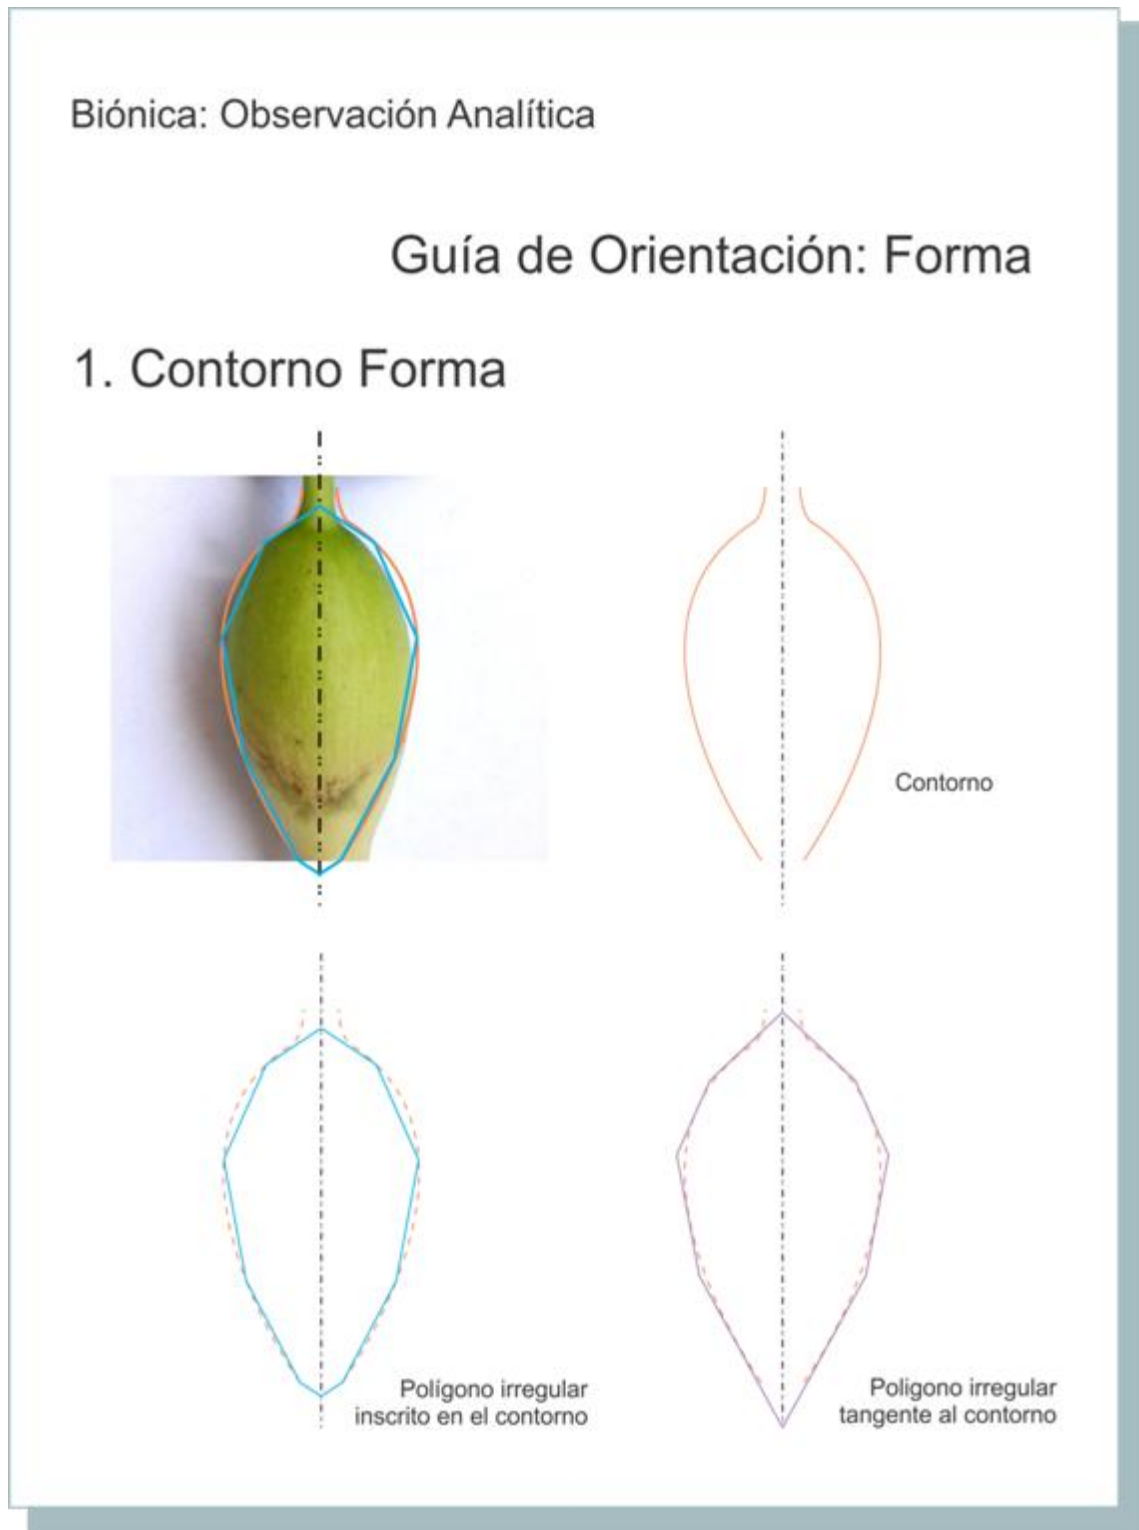 Biónica: Observación Analítica
Guía de Orientación: Forma
1. Contorno Forma
Contorno
Polígono irregular
inscrito en el contorno
Poligono irregular
tangente al contorno